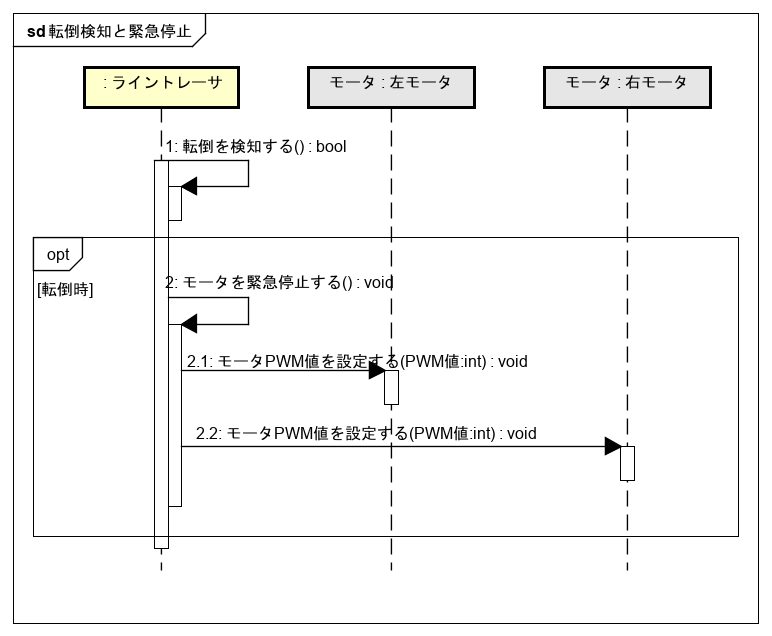 sd 転倒検知と緊急停止
: ライントレーサ
モータ : 左モータ
モータ : 右モータ
1: 転倒を検知する() : bool
opt
[転倒時]
2: モータを緊急停止する() : void
2.1: モータPWM値を設定する(PWM値:int) : void
2.2: モータPWM値を設定する(PWM値:int) : void